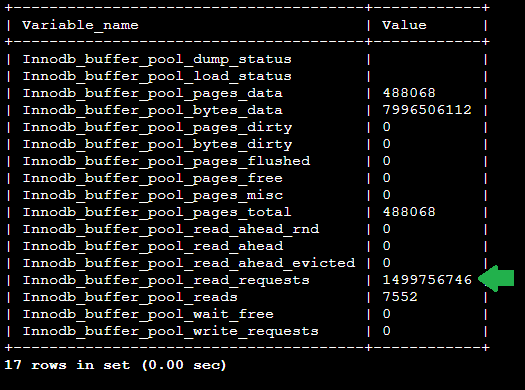 +---------------------------------------+------------+
| Variable_name | Value |
+---------------------------------------+------------+
| Innodb_buffer_pool_dump_status | |
| Innodb_buffer_pool_load_status | |
| Innodb_buffer_pool_pages_data | 488068 |
| Innodb_buffer_pool_bytes_data | 7996506112 |
| Innodb_buffer_pool_pages_dirty | 0 |
| Innodb_buffer_pool_bytes_dirty | 0 |
| Innodb_buffer_pool_pages_flushed | 0 |
| Innodb_buffer_pool_pages_free | 0 |
| Innodb_buffer_pool_pages_misc | 0 |
| Innodb_buffer_pool_pages_total | 488068 |
| Innodb_buffer_pool_read_ahead_rnd | 0 |
| Innodb_buffer_pool_read_ahead | 0 |
| Innodb_buffer_pool_read_ahead_evicted | 0 |
| Innodb_buffer_pool_read_requests | 1499756746 |
| Innodb_buffer_pool_reads | 7552 |
| Innodb_buffer_pool_wait_free | 0 |
| Innodb_buffer_pool_write_requests | 0 |
+---------------------------------------+------------+
17 rows in set (0.00 sec)